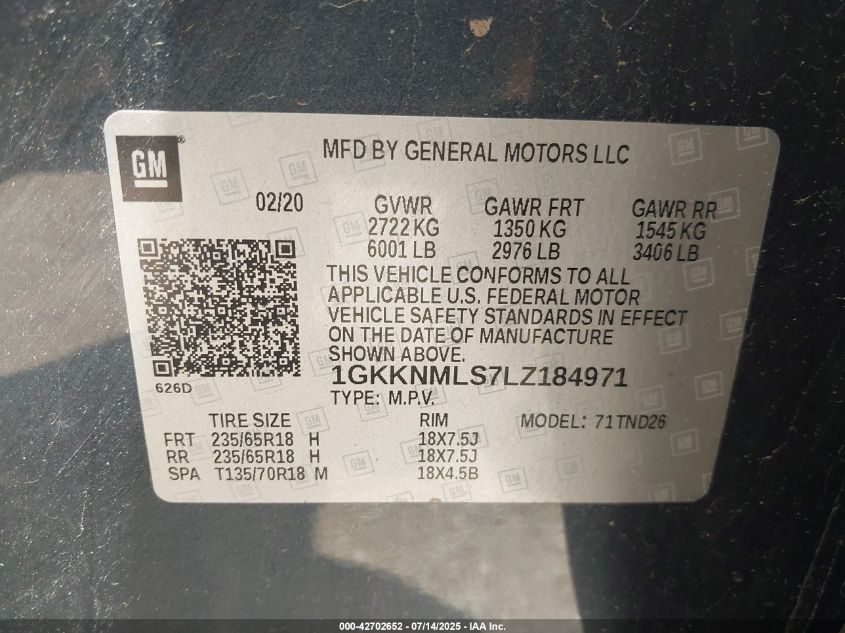 GM
MFD BY GENERAL MOTORS LLC
02/20 GVWR GAWR FRT GAWR RR
2722 KG 1350 KG 1545 KG
6001 LB 2976 LB 3406 LB
THIS VEHICLE CONFORMS TO ALL
APPLICABLE U.S. FEDERAL MOTOR
VEHICLE SAFETY STANDARDS IN EFFECT
ON THE DATE OF MANUFACTURE
SHOWN ABOVE.
626D
1GKKNMLS7LZ184971
TYPE: M.P.V.
TIRE SIZE RIM MODEL: 71TND26
FRT 235/65R18 H 18X7.5J
RR 235/65R18 H 18X7.5J
SPA T135/70R18 M 18X4.5B
000-42702652 - 07/14/2025 - IAA Inc.